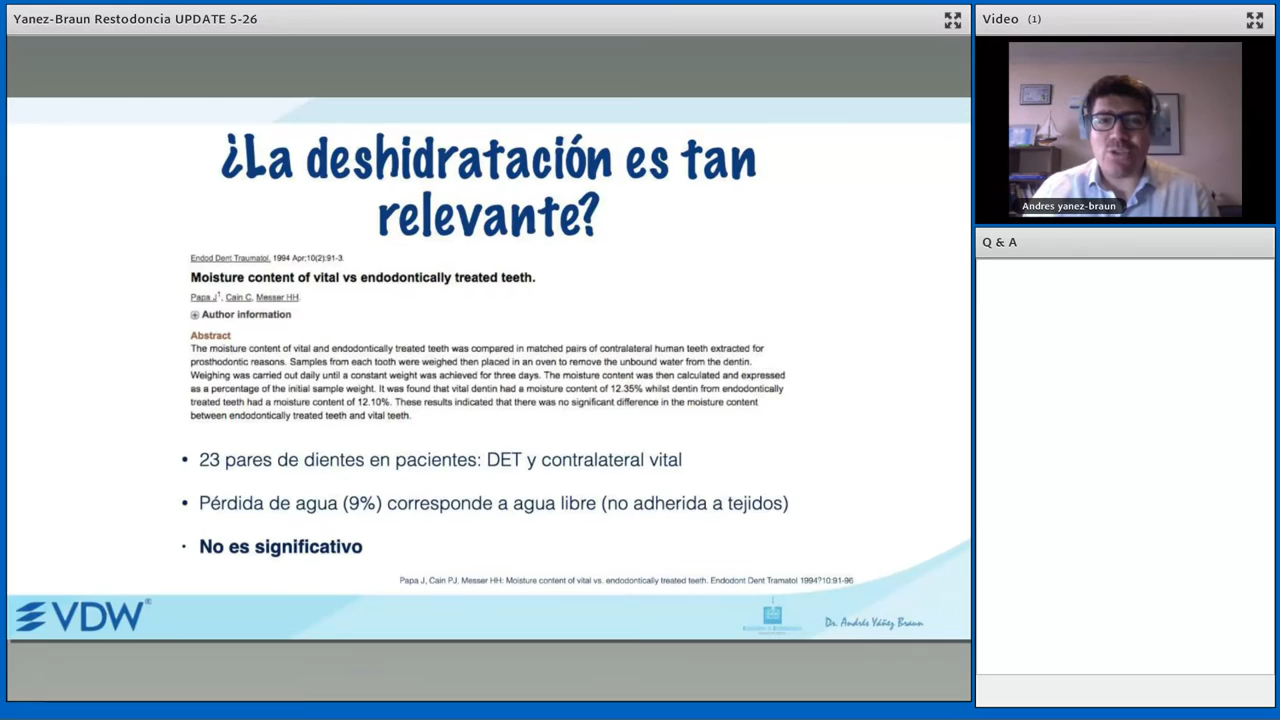 Yanez-Braun Restodoncia UPDATE 5-26
Video (1)
Andres yanez-braun
Q & A
¿La deshidratación es tan
relevante?
Endod Dent Traumatol. 1994 Apr;10(2):91-3.
Moisture content of vital vs endodontically treated teeth.
Papa J1, Cain C, Messer HH.
Author information
Abstract
The moisture content of vital and endodontically treated teeth was compared in matched pairs of contralateral human teeth extracted for
prosthodontic reasons. Samples from each tooth were weighed then placed in an oven to remove the unbound water from the dentin.
Weighing was carried out daily until a constant weight was achieved for three days. The moisture content was then calculated and expressed
as a percentage of the initial sample weight. It was found that vital dentin had a moisture content of 12.35% whilst dentin from endodontically
treated teeth had a moisture content of 12.10%. These results indicated that there was no significant difference in the moisture content
between endodontically treated teeth and vital teeth.
• 23 pares de dientes en pacientes: DET y contralateral vital
• Pérdida de agua (9%) corresponde a agua libre (no adherida a tejidos)
• No es significativo
Papa J, Cain PJ, Messer HH: Moisture content of vital vs. endodontically treated teeth. Endodont Dent Tramatol 1994?10:91-96
VDW®
Dr. Andrés Yáñez Braun